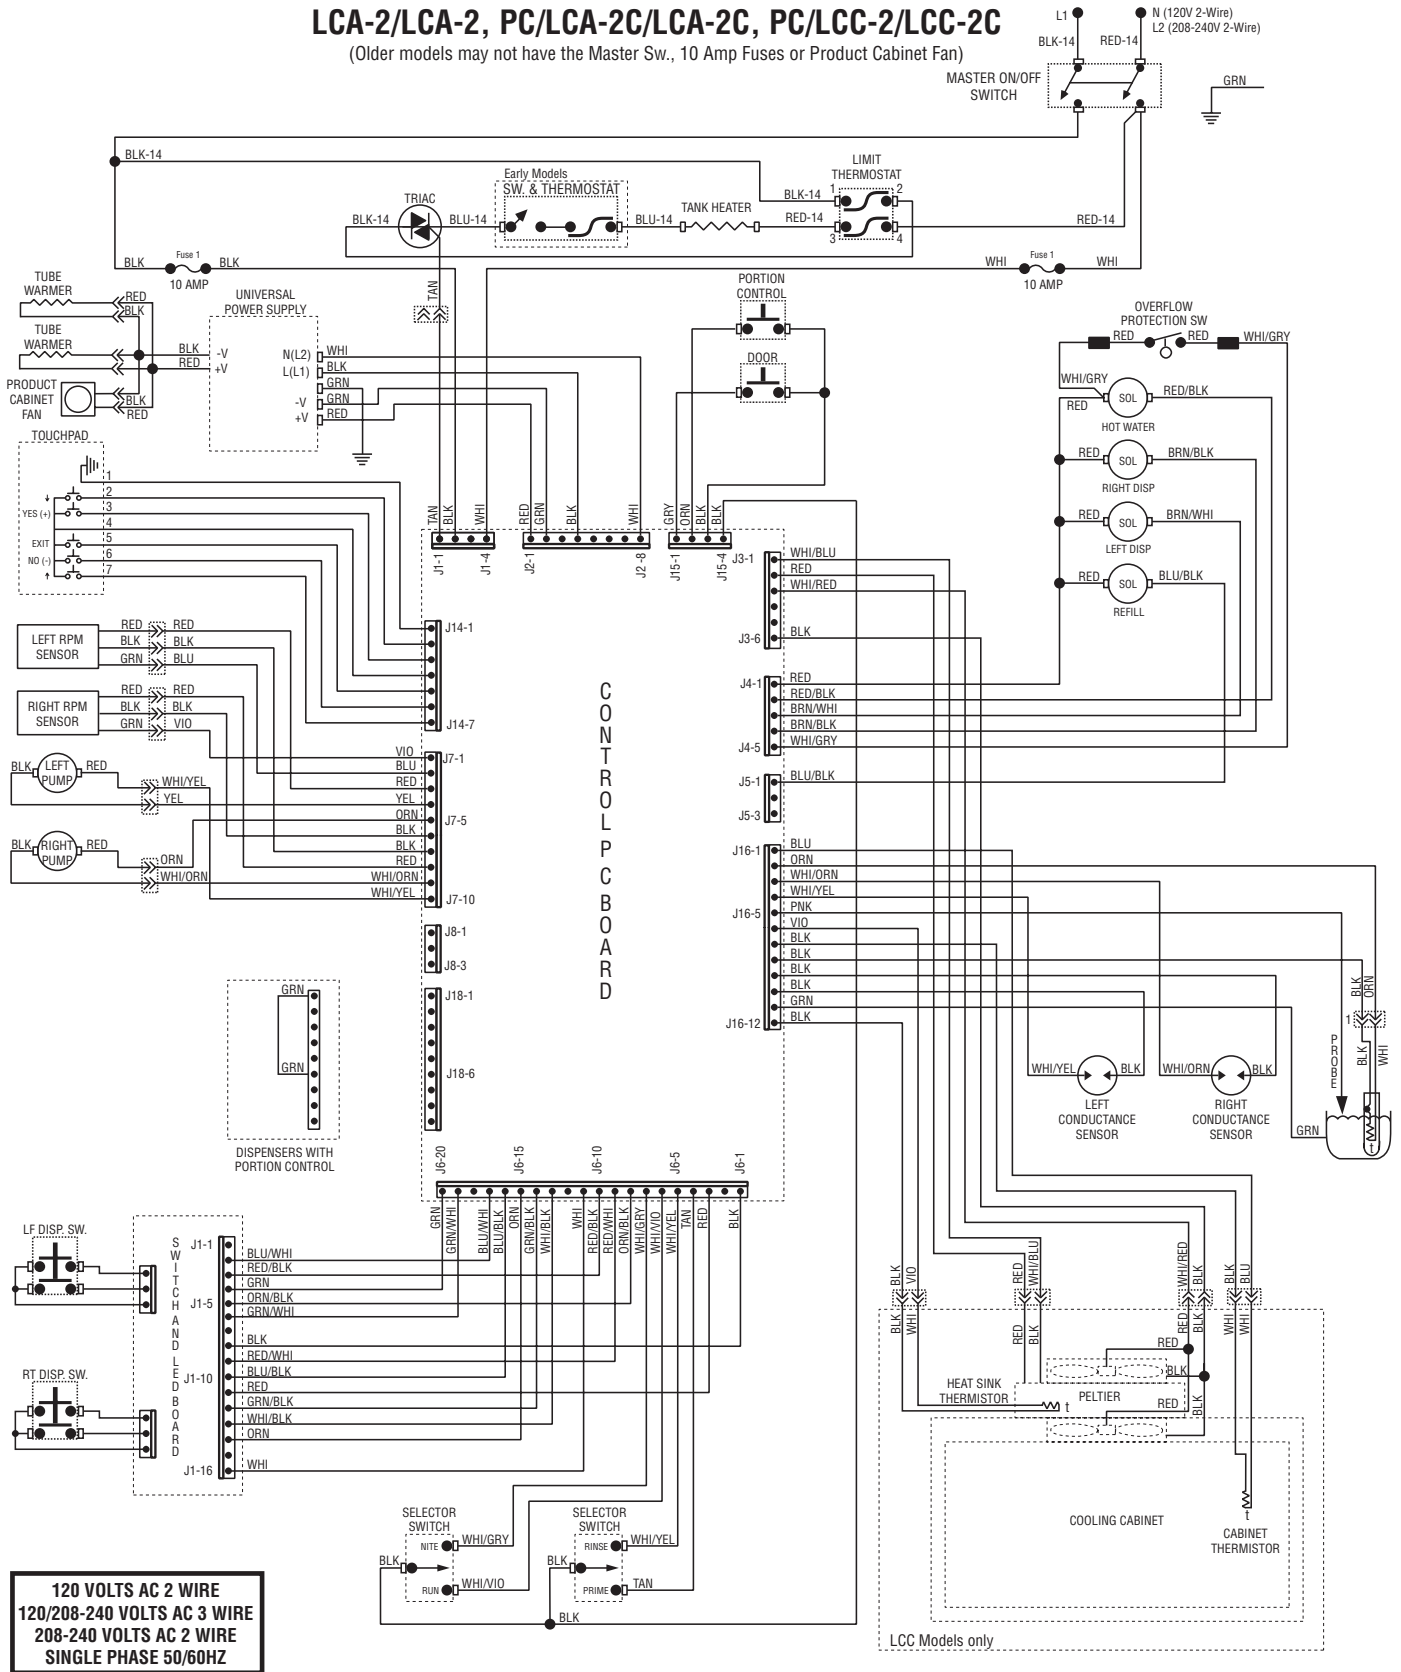 LCA-2/LCA-2, PC/LCA-2C/LCA-2C, PC/LCC-2/LCC-2C
(Older models may not have the Master Sw., 10 Amp Fuses or Product Cabinet Fan)
L1
N (120V 2-Wire)
L2 (208-240V 2-Wire)
BLK-14
RED-14
MASTER ON/OFF
SWITCH
GRN
BLK-14
LIMIT
THERMOSTAT
Early Models
SW. & THERMOSTAT
TRIAC
BLK-14
1
2
BLK-14
BLU-14
BLU-14
TANK HEATER
RED-14
RED-14
3
4
BLK
Fuse 1
BLK
10 AMP
WHI
Fuse 1
WHI
10 AMP
TAN
TUBE
WARMER
RED
BLK
TUBE
WARMER
BLK
RED
PRODUCT
CABINET
FAN
BLK
RED
UNIVERSAL
POWER SUPPLY
-V
+V
N(L2)
WHI
L(L1)
BLK
GRN
-V
GRN
+V
RED
PORTION
CONTROL
DOOR
OVERFLOW
PROTECTION SW
RED
RED
WHI/GRY
WHI/GRY
RED
SOL
RED/BLK
HOT WATER
RED
SOL
BRN/BLK
RIGHT DISP
RED
SOL
BRN/WHI
LEFT DISP
RED
SOL
BLU/BLK
REFILL
TOUCHPAD
1
2
YES (+)
3
4
EXIT
5
NO (-)
6
7
TAN
BLK
WHI
RED
GRN
BLK
WHI
GRY
ORN
BLK
BLK
J1-1
J1-4
J2-1
J2 -8
J15-1
J15-4
J3-1
WHI/BLU
RED
WHI/RED
J3-6
BLK
LEFT RPM
SENSOR
RED
RED
BLK
BLK
GRN
BLU
RIGHT RPM
SENSOR
RED
RED
BLK
BLK
GRN
VIO
J14-1
J14-7
J4-1
RED
RED/BLK
BRN/WHI
BRN/BLK
J4-5
WHI/GRY
J5-1
BLU/BLK
J5-3
BLK
LEFT
PUMP
RED
WHI/YEL
YEL
BLK
RIGHT
PUMP
RED
ORN
WHI/ORN
VIO
J7-1
BLU
RED
YEL
ORN
J7-5
BLK
BLK
RED
WHI/ORN
WHI/YEL
J7-10
J8-1
J8-3
J18-1
J18-6
CONTROL PC BOARD
J16-1
BLU
ORN
WHI/ORN
WHI/YEL
J16-5
PNK
VIO
BLK
BLK
BLK
BLK
GRN
J16-12
BLK
GRN
GRN
DISPENSERS WITH
PORTION CONTROL
WHI/YEL
BLK
LEFT
CONDUCTANCE
SENSOR
WHI/ORN
BLK
RIGHT
CONDUCTANCE
SENSOR
BLK
ORN
1
PROBE
BLK
WHI
GRN
t
J6-20
J6-15
J6-10
J6-5
J6-1
GRN
GRN/WHI
BLU/WHI
BLU/BLK
ORN
GRN/BLK
WHI/BLK
WHI
RED/BLK
RED/WHI
ORN/BLK
WHI/GRY
WHI/VIO
WHI/YEL
TAN
RED
BLK
LF DISP. SW.
RT DISP. SW.
SWITCH AND LED BOARD
J1-1
BLU/WHI
RED/BLK
GRN
J1-5
ORN/BLK
GRN/WHI
BLK
RED/WHI
J1-10
BLU/BLK
RED
GRN/BLK
WHI/BLK
ORN
J1-16
WHI
BLK
VIO
RED
WHI/BLU
WHI/RED
BLK
BLK
BLU
BLK
WHI
RED
BLK
RED
BLK
WHI
WHI
RED
BLK
HEAT SINK
THERMISTOR
t
PELTIER
RED
BLK
COOLING CABINET
t
CABINET
THERMISTOR
LCC Models only
SELECTOR
SWITCH
NITE
WHI/GRY
BLK
RUN
WHI/VIO
SELECTOR
SWITCH
RINSE
WHI/YEL
BLK
PRIME
TAN
BLK
120 VOLTS AC 2 WIRE
120/208-240 VOLTS AC 3 WIRE
208-240 VOLTS AC 2 WIRE
SINGLE PHASE 50/60HZ